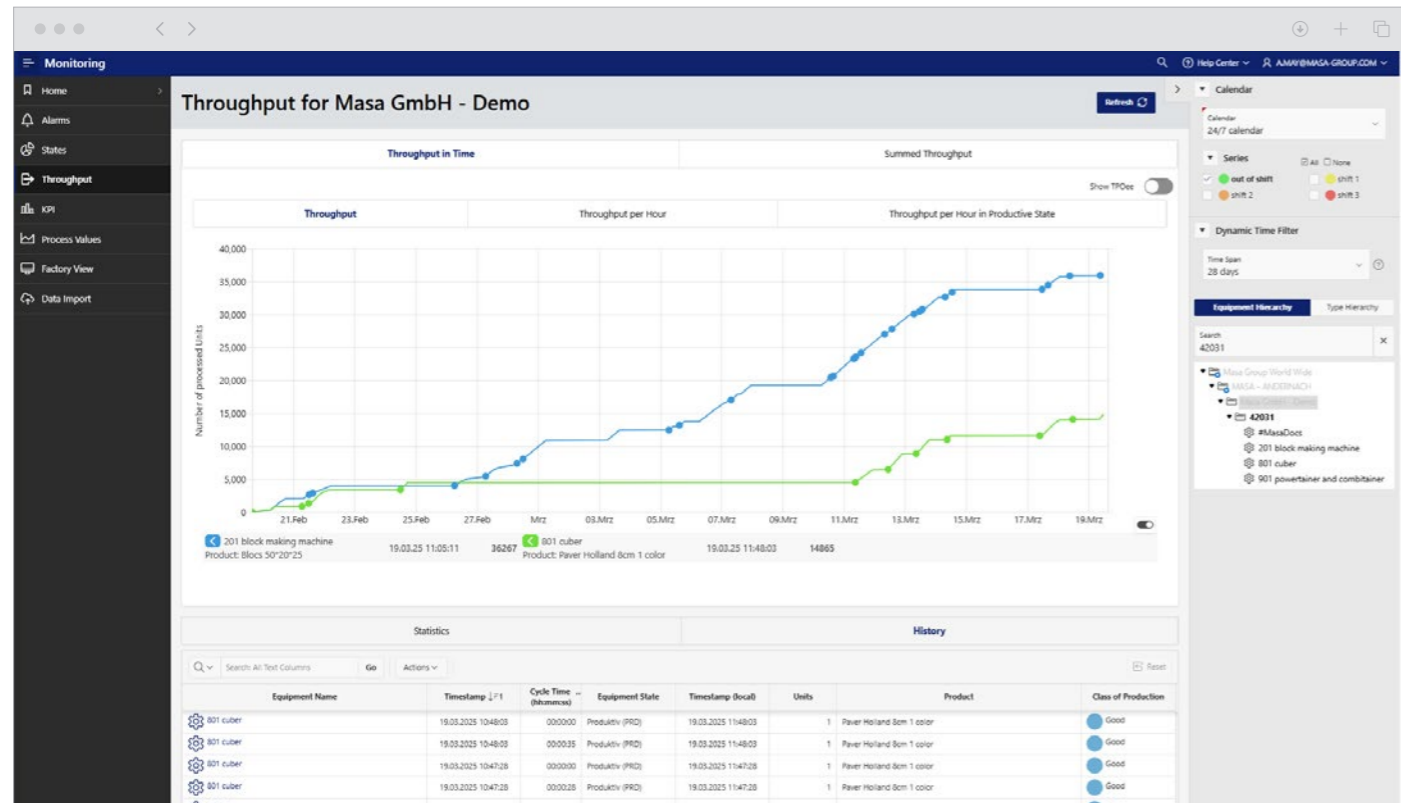 Monitoring
Help Center
A.MAY@MASA-GROUP.COM
Home
Alarms
States
Throughput
KPI
Process Values
Factory View
Data Import
Throughput for Masa GmbH - Demo
Refresh
Throughput in Time
Summed Throughput
Show TPOee
Throughput
Throughput per Hour
Throughput per Hour in Productive State
Number of processed Units
40,000
35,000
30,000
25,000
20,000
15,000
10,000
5,000
0
21.Feb 23.Feb 25.Feb 27.Feb Mrz 03.Mrz 05.Mrz 07.Mrz 09.Mrz 11.Mrz 13.Mrz 15.Mrz 17.Mrz 19.Mrz
201 block making machine 19.03.25 11:05:11 36267 801 cuber 19.03.25 11:48:03 14865
Product: Blocs 50*20*25 Product: Paver Holland 8cm 1 color
Statistics
History
Search: All Text Columns Go Actions Reset
Equipment Name Timestamp 1 Cycle Time (hh:mm:ss) Equipment State Timestamp (local) Units Product Class of Production
801 cuber 19.03.2025 10:48:03 00:00:00 Produktiv (PRD) 19.03.2025 11:48:03 1 Paver Holland 8cm 1 color Good
801 cuber 19.03.2025 10:48:03 00:00:35 Produktiv (PRD) 19.03.2025 11:48:03 1 Paver Holland 8cm 1 color Good
801 cuber 19.03.2025 10:47:28 00:00:00 Produktiv (PRD) 19.03.2025 11:47:28 1 Paver Holland 8cm 1 color Good
801 cuber 19.03.2025 10:47:28 00:00:28 Produktiv (PRD) 19.03.2025 11:47:28 1 Paver Holland 8cm 1 color Good
Calendar
Calendar
24/7 calendar
Series
All None
out of shift shift 1
shift 2 shift 3
Dynamic Time Filter
Time Span
28 days
Equipment Hierarchy Type Hierarchy
Search
42031
Masa Group World Wide
MASA - ANDERNACH
Masa GmbH - Demo
42031
#MasaDocs
201 block making machine
801 cuber
901 powertainer and combitainer